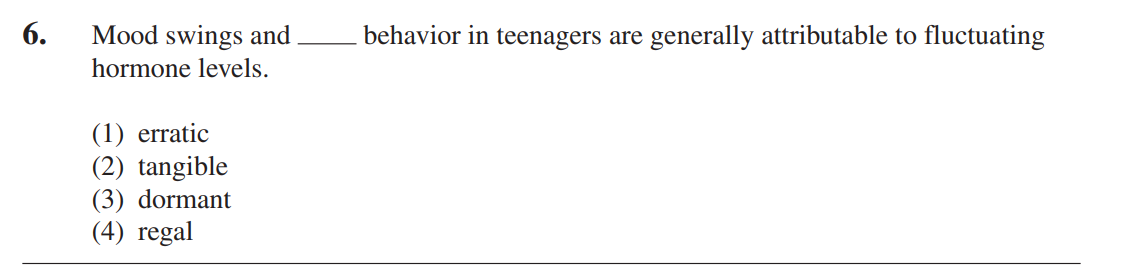 6. Mood swings and ____ behavior in teenagers are generally attributable to fluctuating
hormone levels.
(1) erratic
(2) tangible
(3) dormant
(4) regal